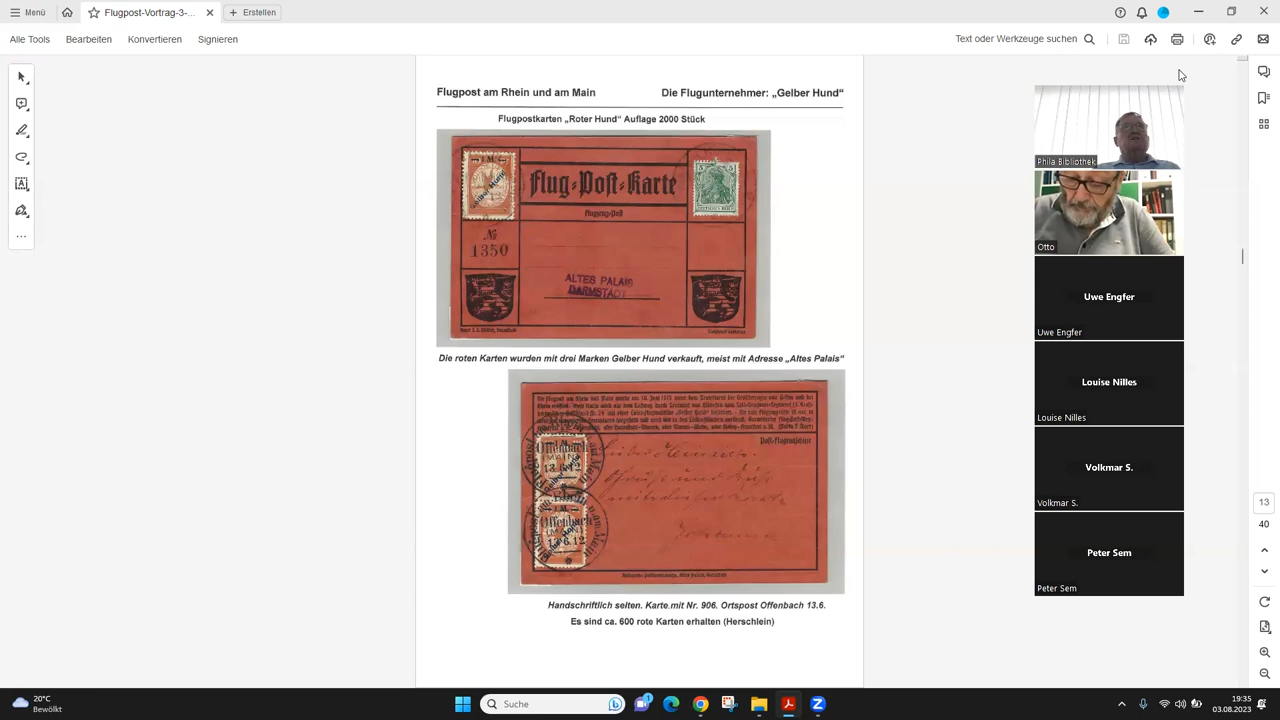 Menü
Flugpost-Vortrag-3-...
Erstellen
Alle Tools
Bearbeiten
Konvertieren
Signieren
Text oder Werkzeuge suchen
Flugpost am Rhein und am Main
Die Flugunternehmer: „Gelber Hund“
Flugpostkarten „Roter Hund“ Auflage 2000 Stück
Flug-Post-Karte
Flugzeug-Post
№
1350
ALTES PALAIS
DARMSTADT
Die roten Karten wurden mit drei Marken Gelber Hund verkauft, meist mit Adresse „Altes Palais“
Offenbach
MAIN
13.6.12
Offenbach
Handschriftlich selten. Karte mit Nr. 906. Ortspost Offenbach 13.6.
Es sind ca. 600 rote Karten erhalten (Herschlein)
Phila Bibliothek
Otto
Uwe Engfer
Uwe Engfer
Louise Nilles
Louise Nilles
Volkmar S.
Volkmar S.
Peter Sem
Peter Sem
13
40
20°C
Bewölkt
Suche
19:35
03.08.2023